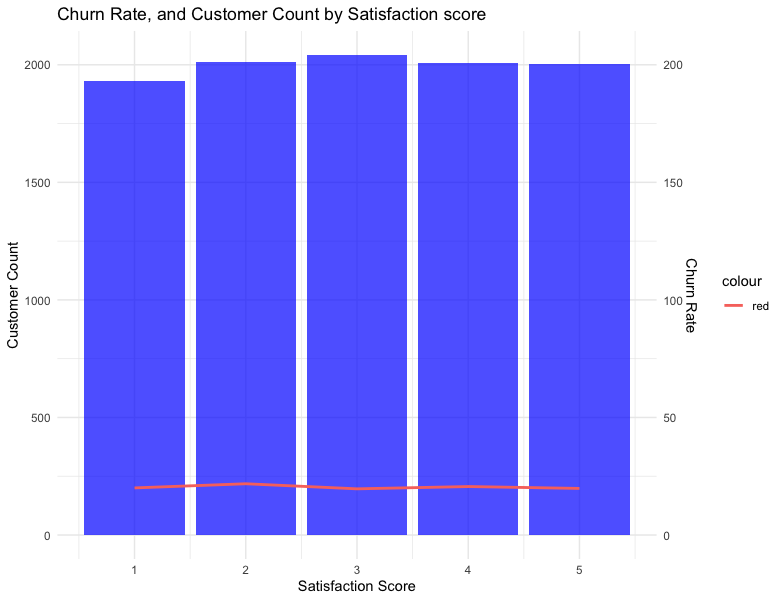 Churn Rate, and Customer Count by Satisfaction score
Customer Count
2000
1500
1000
500
0
1
2
3
4
5
Satisfaction Score
200
150
100
50
0
Churn Rate
colour
red